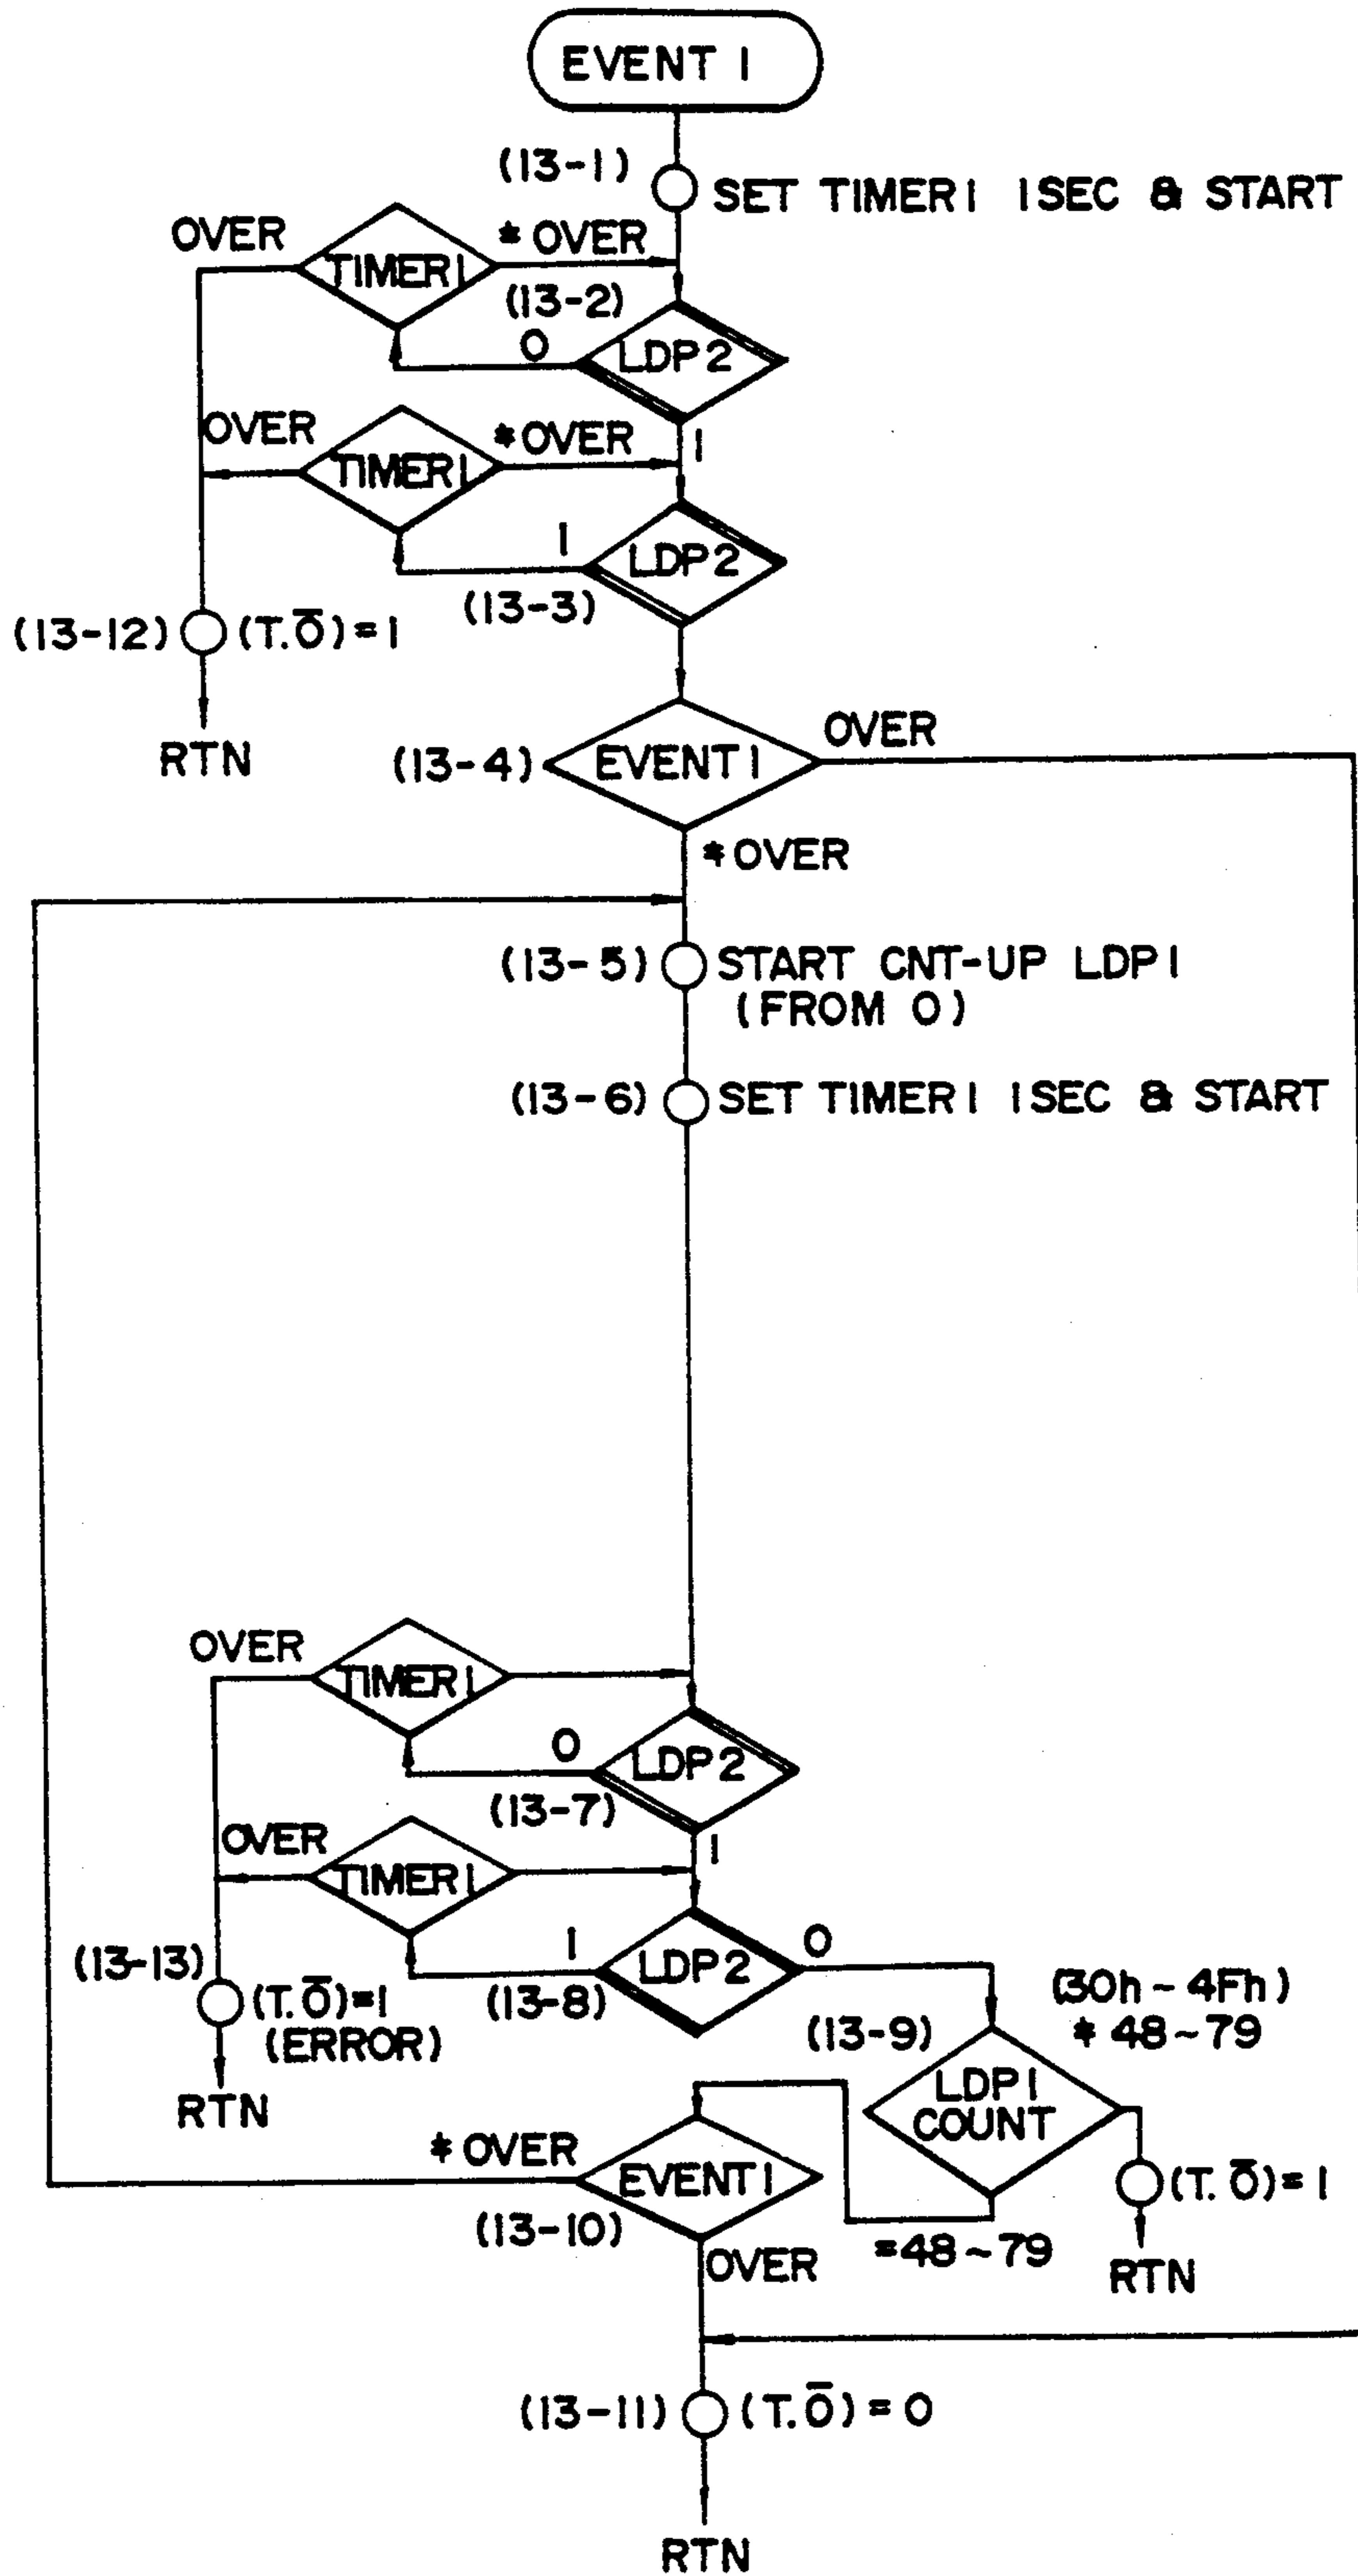 EVENT 1
(13-1)
SET TIMER1 1SEC & START
OVER
TIMER1
* OVER
(13-2)
0
LDP2
1
OVER
TIMER1
* OVER
1
LDP2
(13-3)
(13-12)
(T.Ō)=1
RTN
(13-4)
EVENT1
OVER
* OVER
(13-5)
START CNT-UP LDP1
(FROM 0)
(13-6)
SET TIMER1 1SEC & START
OVER
TIMER1
0
LDP2
(13-7)
1
OVER
TIMER1
1
LDP2
0
(13-8)
(13-13)
(T.Ō)=1
(ERROR)
RTN
(13-9)
(30h ~ 4Fh)
* 48~79
LDP1
COUNT
(T.Ō)=1
RTN
=48~79
* OVER
EVENT1
(13-10)
OVER
(13-11)
(T.Ō)=0
RTN